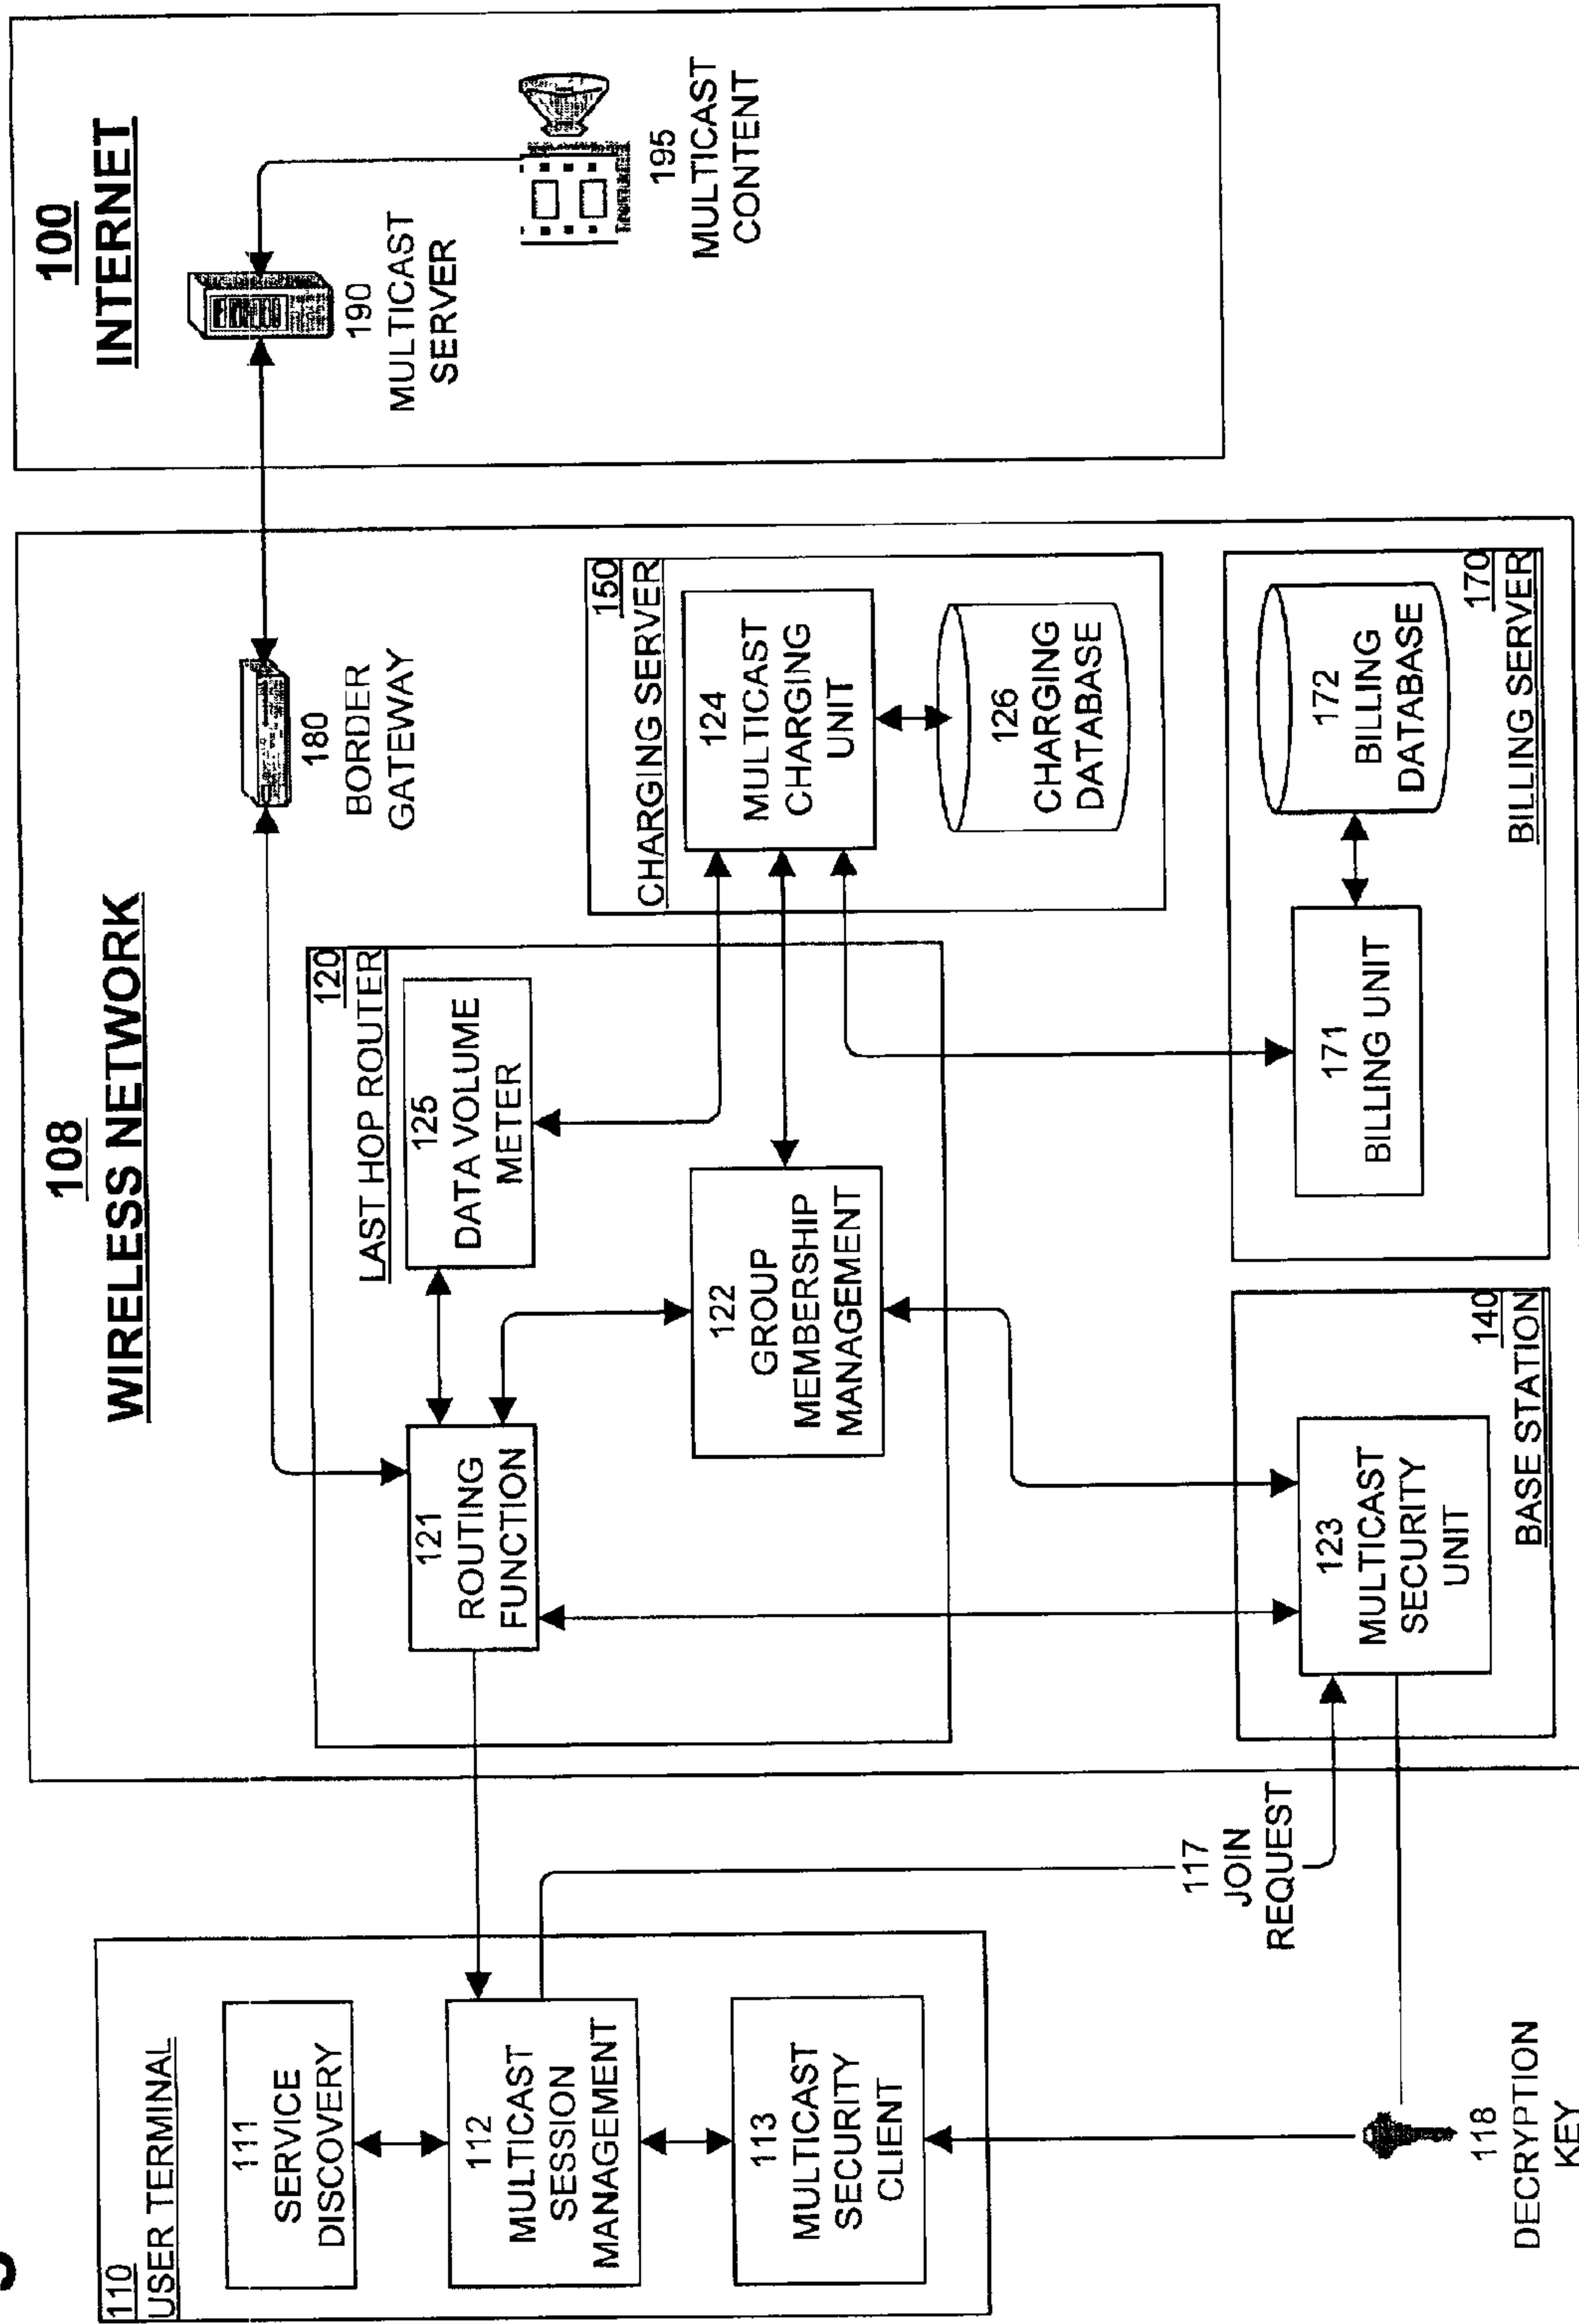 110
USER TERMINAL
111
SERVICE
DISCOVERY
112
MULTICAST
SESSION
MANAGEMENT
113
MULTICAST
SECURITY
CLIENT
117
JOIN
REQUEST
118
DECRYPTION
KEY
108
WIRELESS NETWORK
120
LAST HOP ROUTER
121
ROUTING
FUNCTION
125
DATA VOLUME
METER
122
GROUP
MEMBERSHIP
MANAGEMENT
123
MULTICAST
SECURITY
UNIT
140
BASE STATION
180
BORDER
GATEWAY
150
CHARGING SERVER
124
MULTICAST
CHARGING
UNIT
126
CHARGING
DATABASE
171
BILLING UNIT
172
BILLING
DATABASE
170
BILLING SERVER
100
INTERNET
190
MULTICAST
SERVER
195
MULTICAST
CONTENT